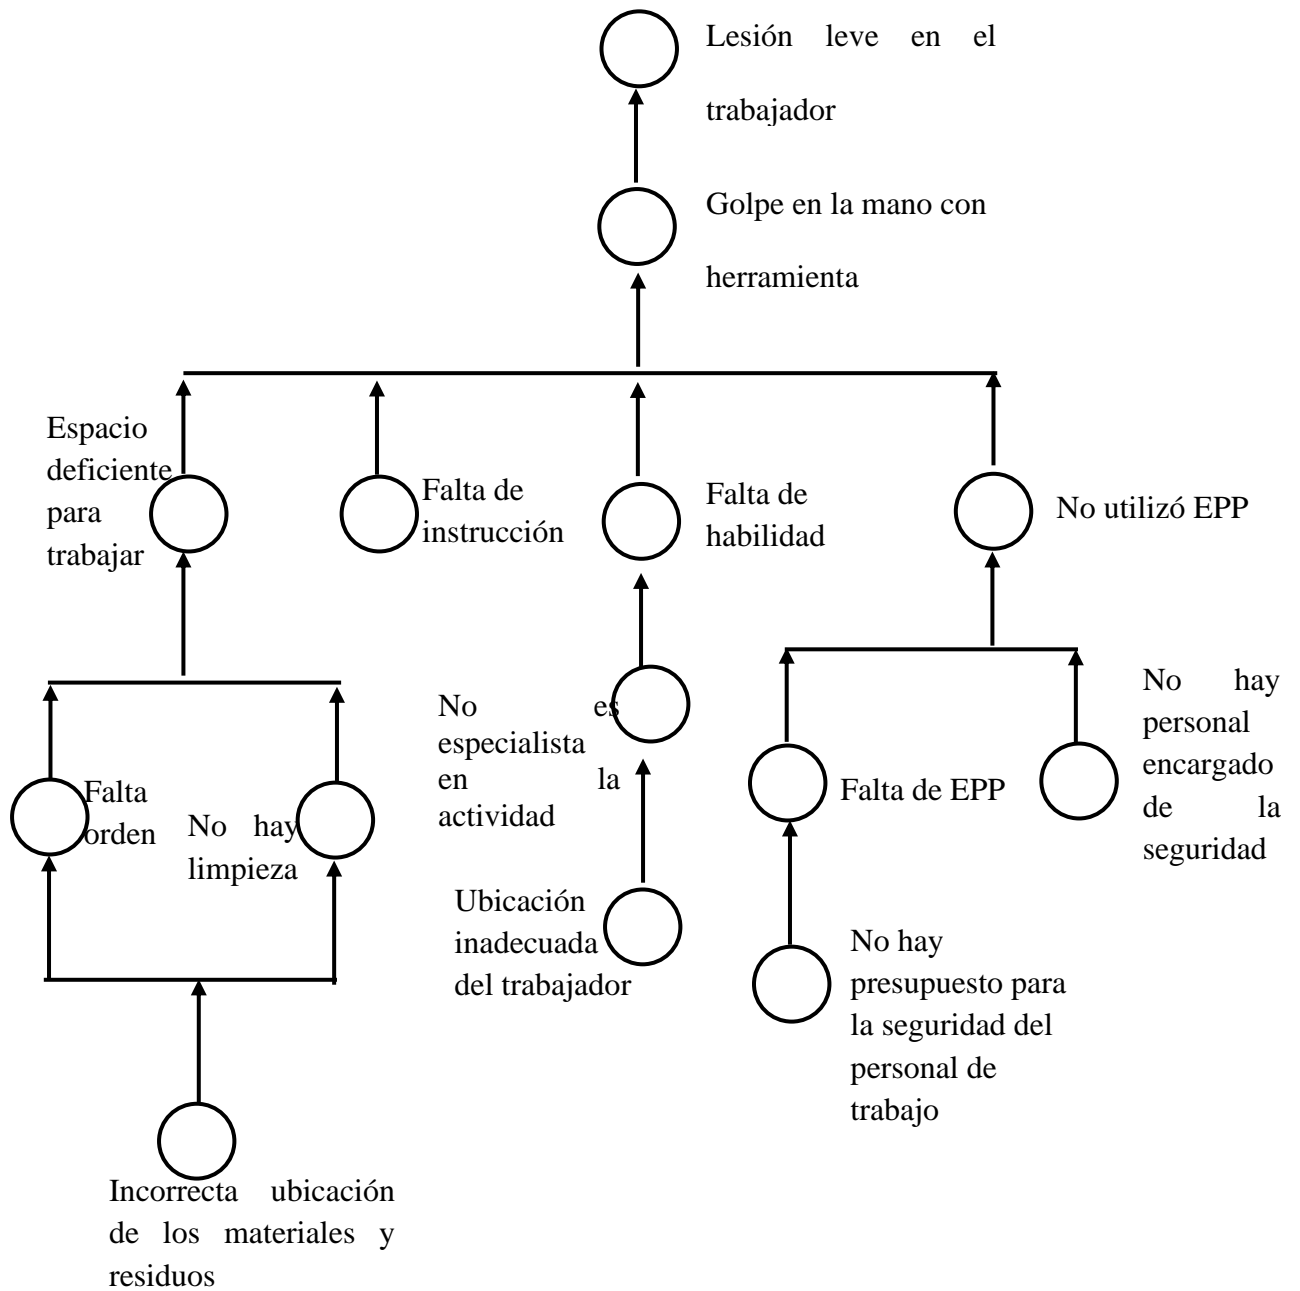 Lesión leve en el
trabajador
Golpe en la mano con
herramienta
Espacio
deficiente
para
trabajar
Falta de
instrucción
Falta de
habilidad
No utilizó EPP
Falta
orden
No hay
limpieza
No es
especialista
en la
actividad
Falta de EPP
No hay
personal
encargado
de la
seguridad
Ubicación
inadecuada
del trabajador
No hay
presupuesto para
la seguridad del
personal de
trabajo
Incorrecta ubicación
de los materiales y
residuos